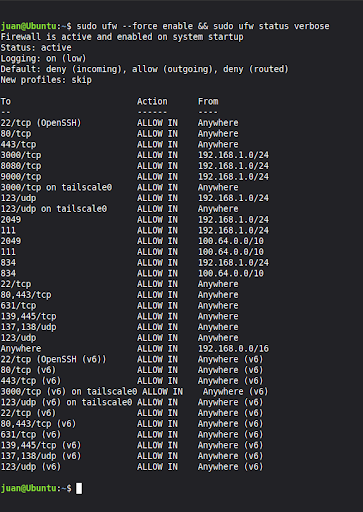 juan@Ubuntu:~$ sudo ufw --force enable && sudo ufw status verbose
Firewall is active and enabled on system startup
Status: active
Logging: on (low)
Default: deny (incoming), allow (outgoing), deny (routed)
New profiles: skip

To                         Action      From
--                         ------      ----
22/tcp (OpenSSH)           ALLOW IN    Anywhere
80/tcp                     ALLOW IN    Anywhere
443/tcp                    ALLOW IN    Anywhere
3000/tcp                   ALLOW IN    192.168.1.0/24
8080/tcp                   ALLOW IN    192.168.1.0/24
9000/tcp                   ALLOW IN    192.168.1.0/24
3000/tcp on tailscale0     ALLOW IN    Anywhere
123/udp                    ALLOW IN    192.168.1.0/24
123/udp on tailscale0      ALLOW IN    Anywhere
2049                       ALLOW IN    192.168.1.0/24
111                        ALLOW IN    192.168.1.0/24
2049                       ALLOW IN    100.64.0.0/10
111                        ALLOW IN    100.64.0.0/10
834                        ALLOW IN    192.168.1.0/24
834                        ALLOW IN    100.64.0.0/10
22/tcp                     ALLOW IN    Anywhere
80,443/tcp                 ALLOW IN    Anywhere
631/tcp                    ALLOW IN    Anywhere
139,445/tcp                ALLOW IN    Anywhere
137,138/udp                ALLOW IN    Anywhere
123/udp                    ALLOW IN    Anywhere
Anywhere                   ALLOW IN    192.168.0.0/16
22/tcp (OpenSSH (v6))      ALLOW IN    Anywhere (v6)
80/tcp (v6)                ALLOW IN    Anywhere (v6)
443/tcp (v6)               ALLOW IN    Anywhere (v6)
3000/tcp (v6) on tailscale0 ALLOW IN    Anywhere (v6)
123/udp (v6) on tailscale0 ALLOW IN    Anywhere (v6)
22/tcp (v6)                ALLOW IN    Anywhere (v6)
80,443/tcp (v6)            ALLOW IN    Anywhere (v6)
631/tcp (v6)               ALLOW IN    Anywhere (v6)
139,445/tcp (v6)           ALLOW IN    Anywhere (v6)
137,138/udp (v6)           ALLOW IN    Anywhere (v6)
123/udp (v6)               ALLOW IN    Anywhere (v6)

juan@Ubuntu:~$